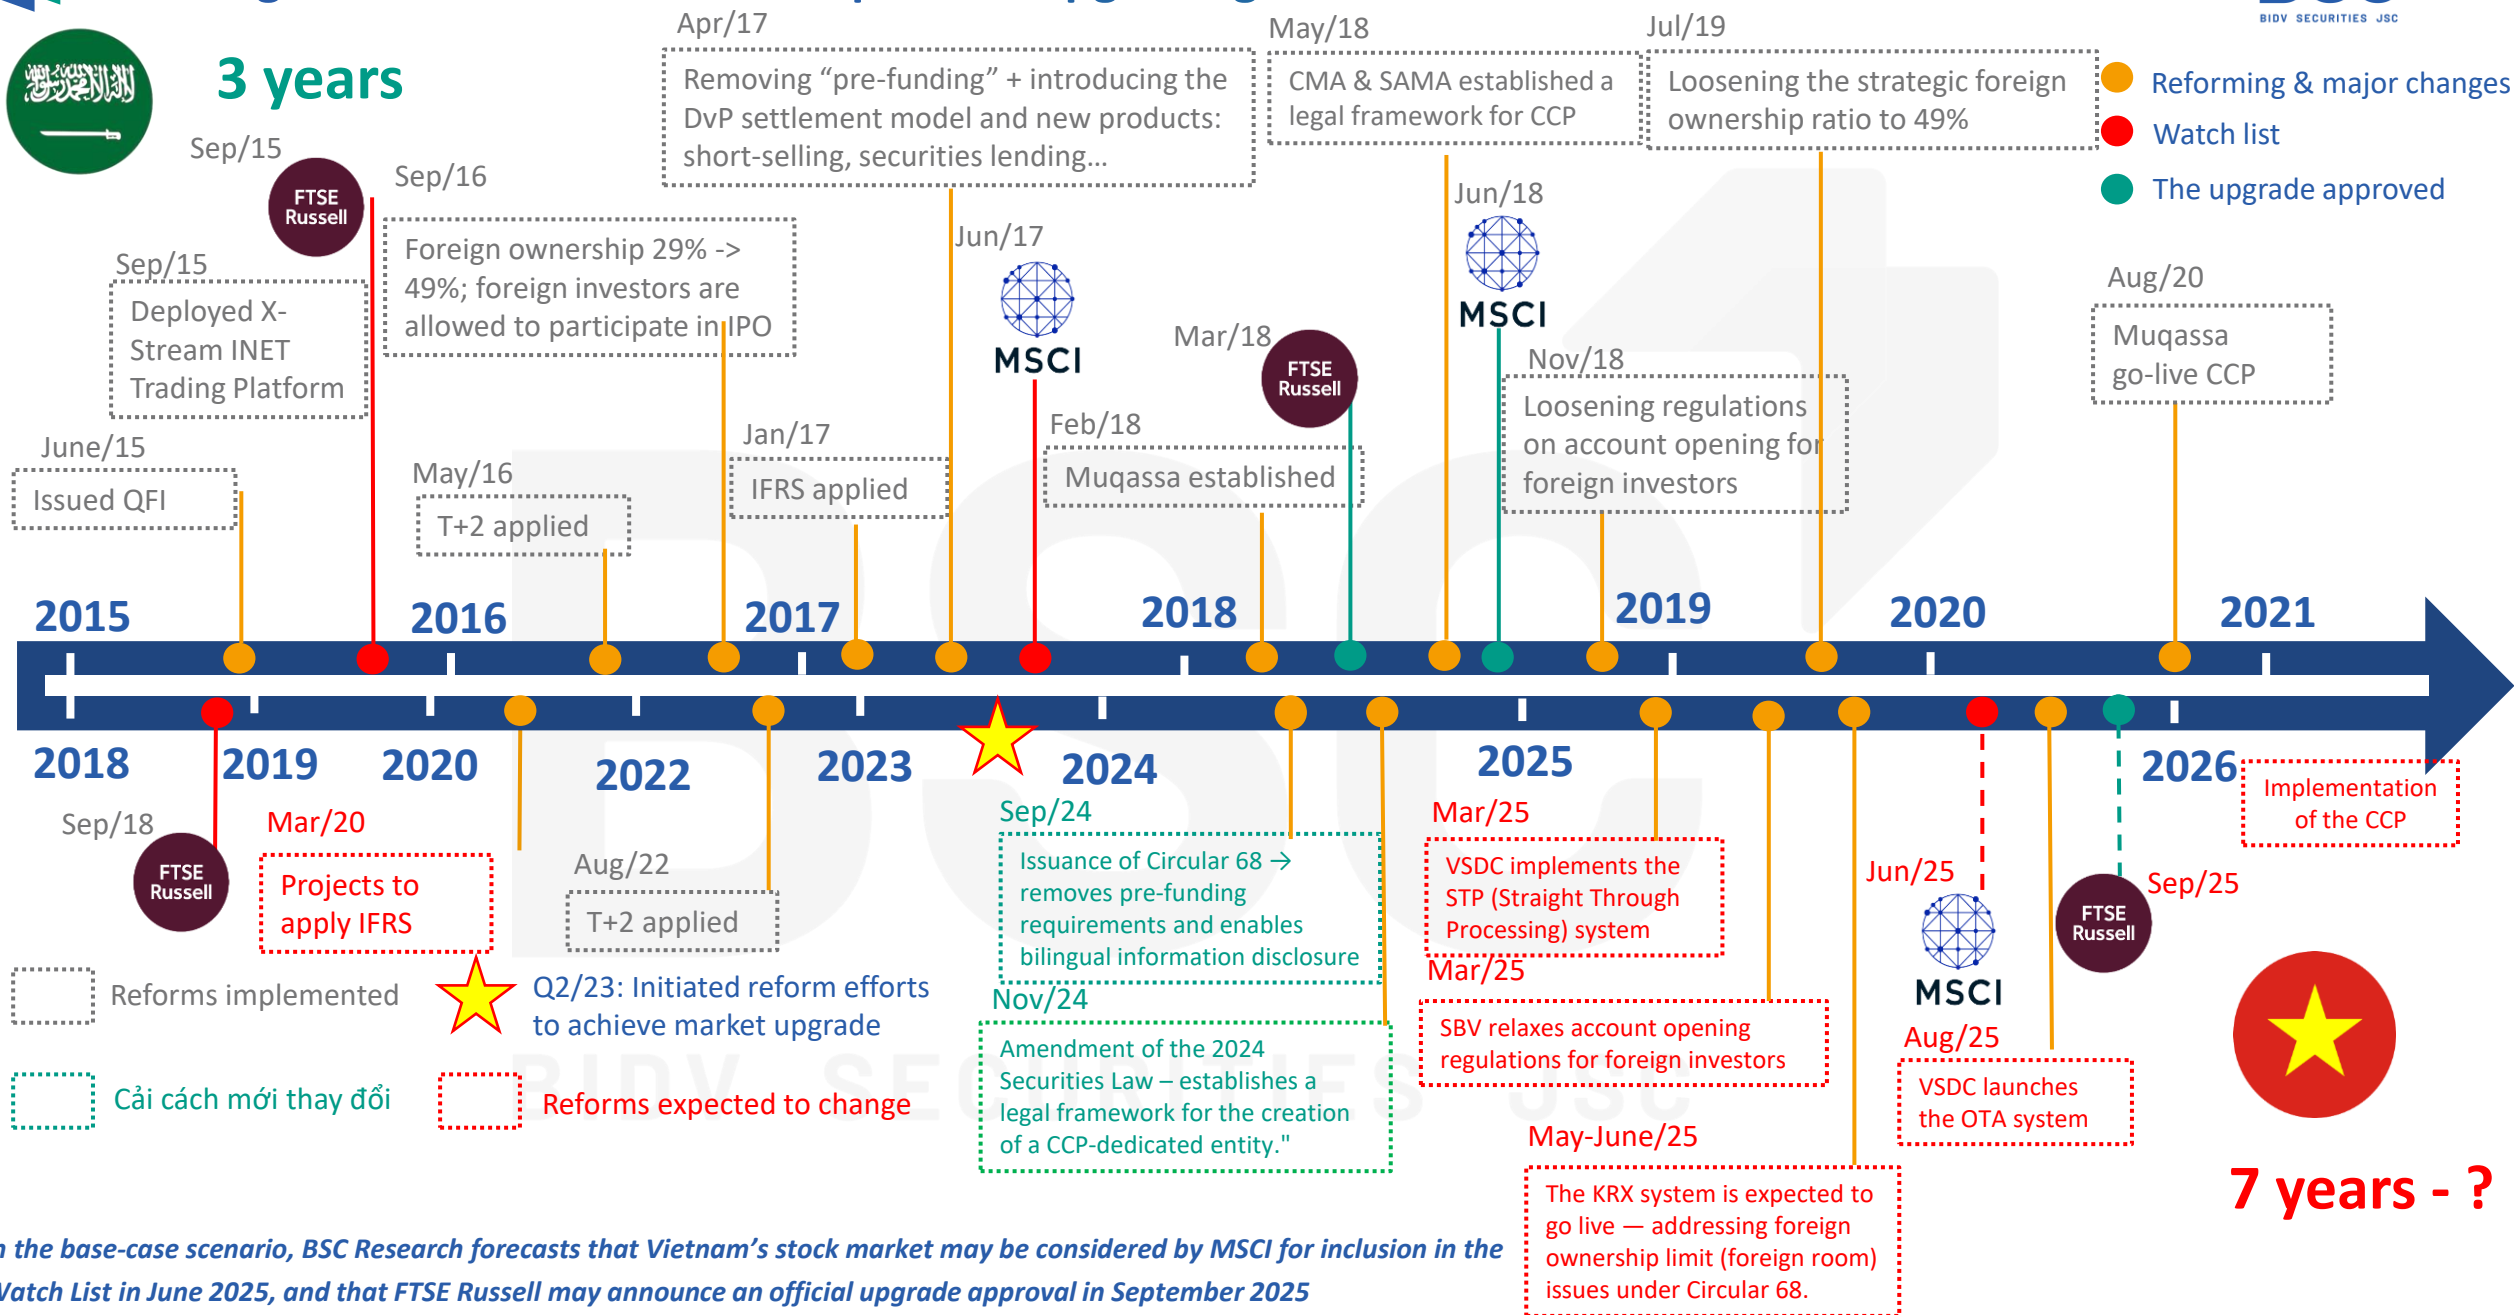 BIDV SECURITIES JSC
3 years
Reforming & major changes
Watch list
The upgrade approved
Apr/17
Removing “pre-funding” + introducing the
DvP settlement model and new products:
short-selling, securities lending...
May/18
CMA & SAMA established a
legal framework for CCP
Jul/19
Loosening the strategic foreign
ownership ratio to 49%
Sep/15
FTSE
Russell
Sep/16
Foreign ownership 29% ->
49%; foreign investors are
allowed to participate in IPO
Sep/15
Deployed X-
Stream INET
Trading Platform
Jun/17
MSCI
Jun/18
MSCI
Mar/18
FTSE
Russell
Aug/20
Muqassa
go-live CCP
Nov/18
Loosening regulations
on account opening for
foreign investors
June/15
Issued QFI
May/16
T+2 applied
Jan/17
IFRS applied
Feb/18
Muqassa established
2015
2016
2017
2018
2019
2020
2021
2018
2019
2020
2022
2023
2024
2025
2026
Implementation
of the CCP
Sep/18
FTSE
Russell
Mar/20
Projects to
apply IFRS
Aug/22
T+2 applied
Sep/24
Issuance of Circular 68 →
removes pre-funding
requirements and enables
bilingual information disclosure
Nov/24
Amendment of the 2024
Securities Law – establishes a
legal framework for the creation
of a CCP-dedicated entity."
Mar/25
VSDC implements the
STP (Straight Through
Processing) system
Mar/25
SBV relaxes account opening
regulations for foreign investors
May-June/25
The KRX system is expected to
go live — addressing foreign
ownership limit (foreign room)
issues under Circular 68.
Jun/25
MSCI
Aug/25
VSDC launches
the OTA system
FTSE
Russell
Sep/25
7 years - ?
Reforms implemented
Q2/23: Initiated reform efforts
to achieve market upgrade
Cải cách mới thay đổi
Reforms expected to change
BSC
BIDV SECURITIES JSC
the base-case scenario, BSC Research forecasts that Vietnam’s stock market may be considered by MSCI for inclusion in the
Watch List in June 2025, and that FTSE Russell may announce an official upgrade approval in September 2025